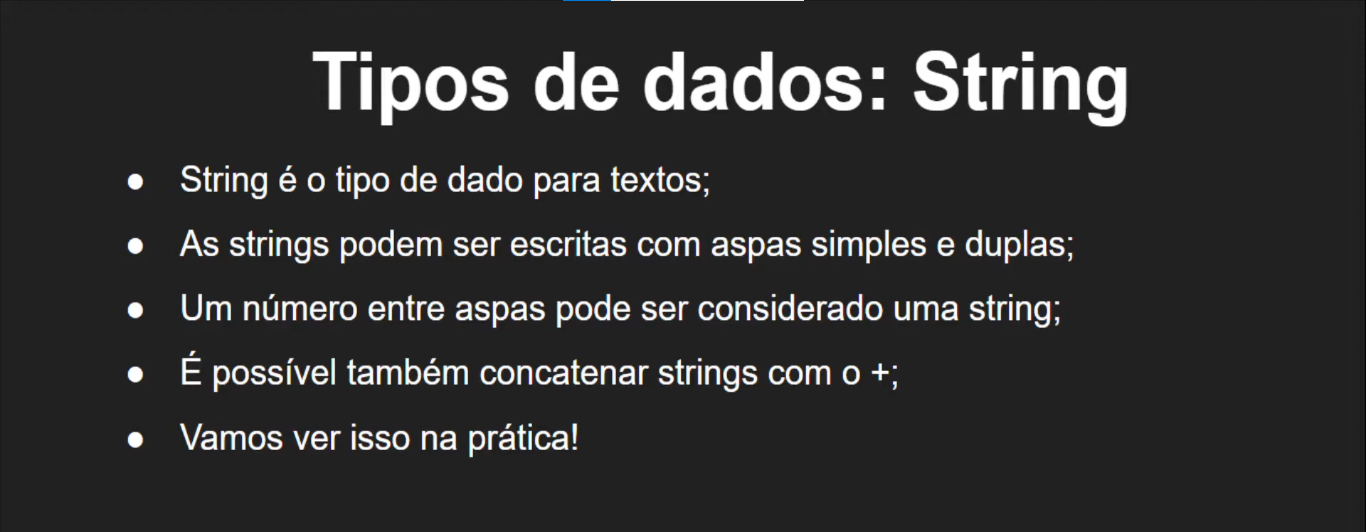 Tipos de dados: String
● String é o tipo de dado para textos;
● As strings podem ser escritas com aspas simples e duplas;
● Um número entre aspas pode ser considerado uma string;
● É possível também concatenar strings com o +;
● Vamos ver isso na prática!